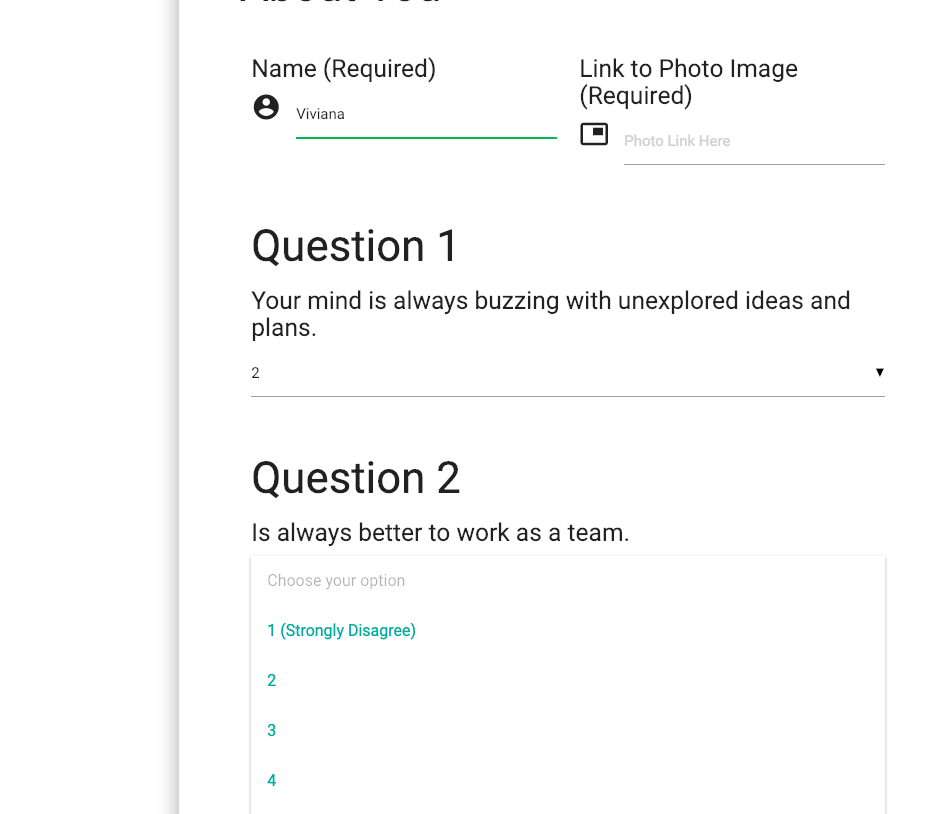 Name (Required)
Viviana
Link to Photo Image
(Required)
Photo Link Here
Question 1
Your mind is always buzzing with unexplored ideas and
plans.
2
Question 2
Is always better to work as a team.
Choose your option
1 (Strongly Disagree)
2
3
4